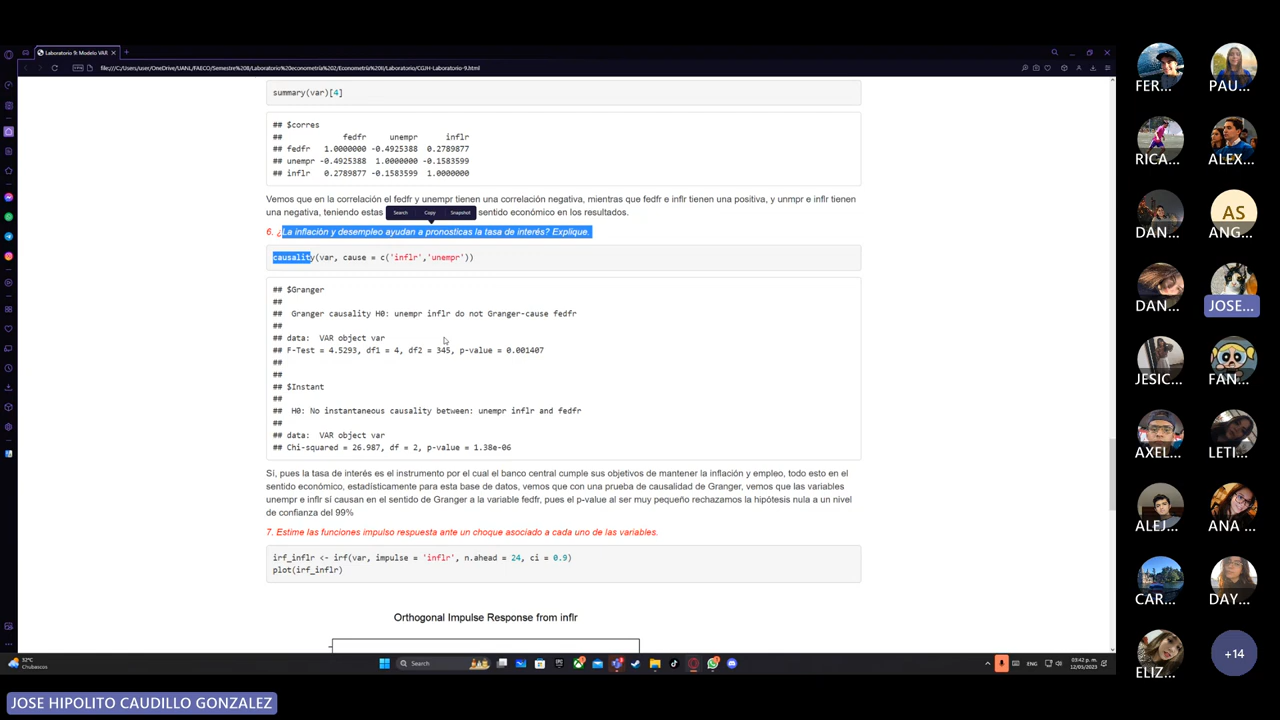 Laboratorio 9: Modelo VAR
file:///C:/Users/user/OneDrive/UANL/FAECO/Semestre%208/Laboratorio%20econometría%202/Econometría%20II/Laboratorio/CGJH-Laboratorio-9.html
summary(var)[4]
## $corres
## fedfr unempr inflr
## fedfr 1.0000000 -0.4925388 0.2789877
## unempr -0.4925388 1.0000000 -0.1583599
## inflr 0.2789877 -0.1583599 1.0000000
Vemos que en la correlación el fedfr y unempr tienen una correlación negativa, mientras que fedfr e inflr tienen una positiva, y unmpr e inflr tienen
una negativa, teniendo estas sentido económico en los resultados.
Search Copy Snapshot
6. ¿La inflación y desempleo ayudan a pronosticas la tasa de interés? Explique.
causality(var, cause = c('inflr','unempr'))
## $Granger
##
## Granger causality H0: unempr inflr do not Granger-cause fedfr
##
## data: VAR object var
## F-Test = 4.5293, df1 = 4, df2 = 345, p-value = 0.001407
##
##
## $Instant
##
## H0: No instantaneous causality between: unempr inflr and fedfr
##
## data: VAR object var
## Chi-squared = 26.987, df = 2, p-value = 1.38e-06
Sí, pues la tasa de interés es el instrumento por el cual el banco central cumple sus objetivos de mantener la inflación y empleo, todo esto en el
sentido económico, estadísticamente para esta base de datos, vemos que con una prueba de causalidad de Granger, vemos que las variables
unempr e inflr sí causan en el sentido de Granger a la variable fedfr, pues el p-value al ser muy pequeño rechazamos la hipótesis nula a un nivel
de confianza del 99%
7. Estime las funciones impulso respuesta ante un choque asociado a cada uno de las variables.
irf_inflr <- irf(var, impulse = 'inflr', n.ahead = 24, ci = 0.9)
plot(irf_inflr)
Orthogonal Impulse Response from inflr
32°C
Chubascos
Search
ENG
03:42 p. m.
12/05/2023
JOSE HIPOLITO CAUDILLO GONZALEZ
FER... PAU...
RICA... ALEX...
AS
DAN... ANG...
DAN... JOSE...
JESIC... FAN...
AXEL... LETI...
ALEJ... ANA ...
CAR... DAY...
ELIZ... +14